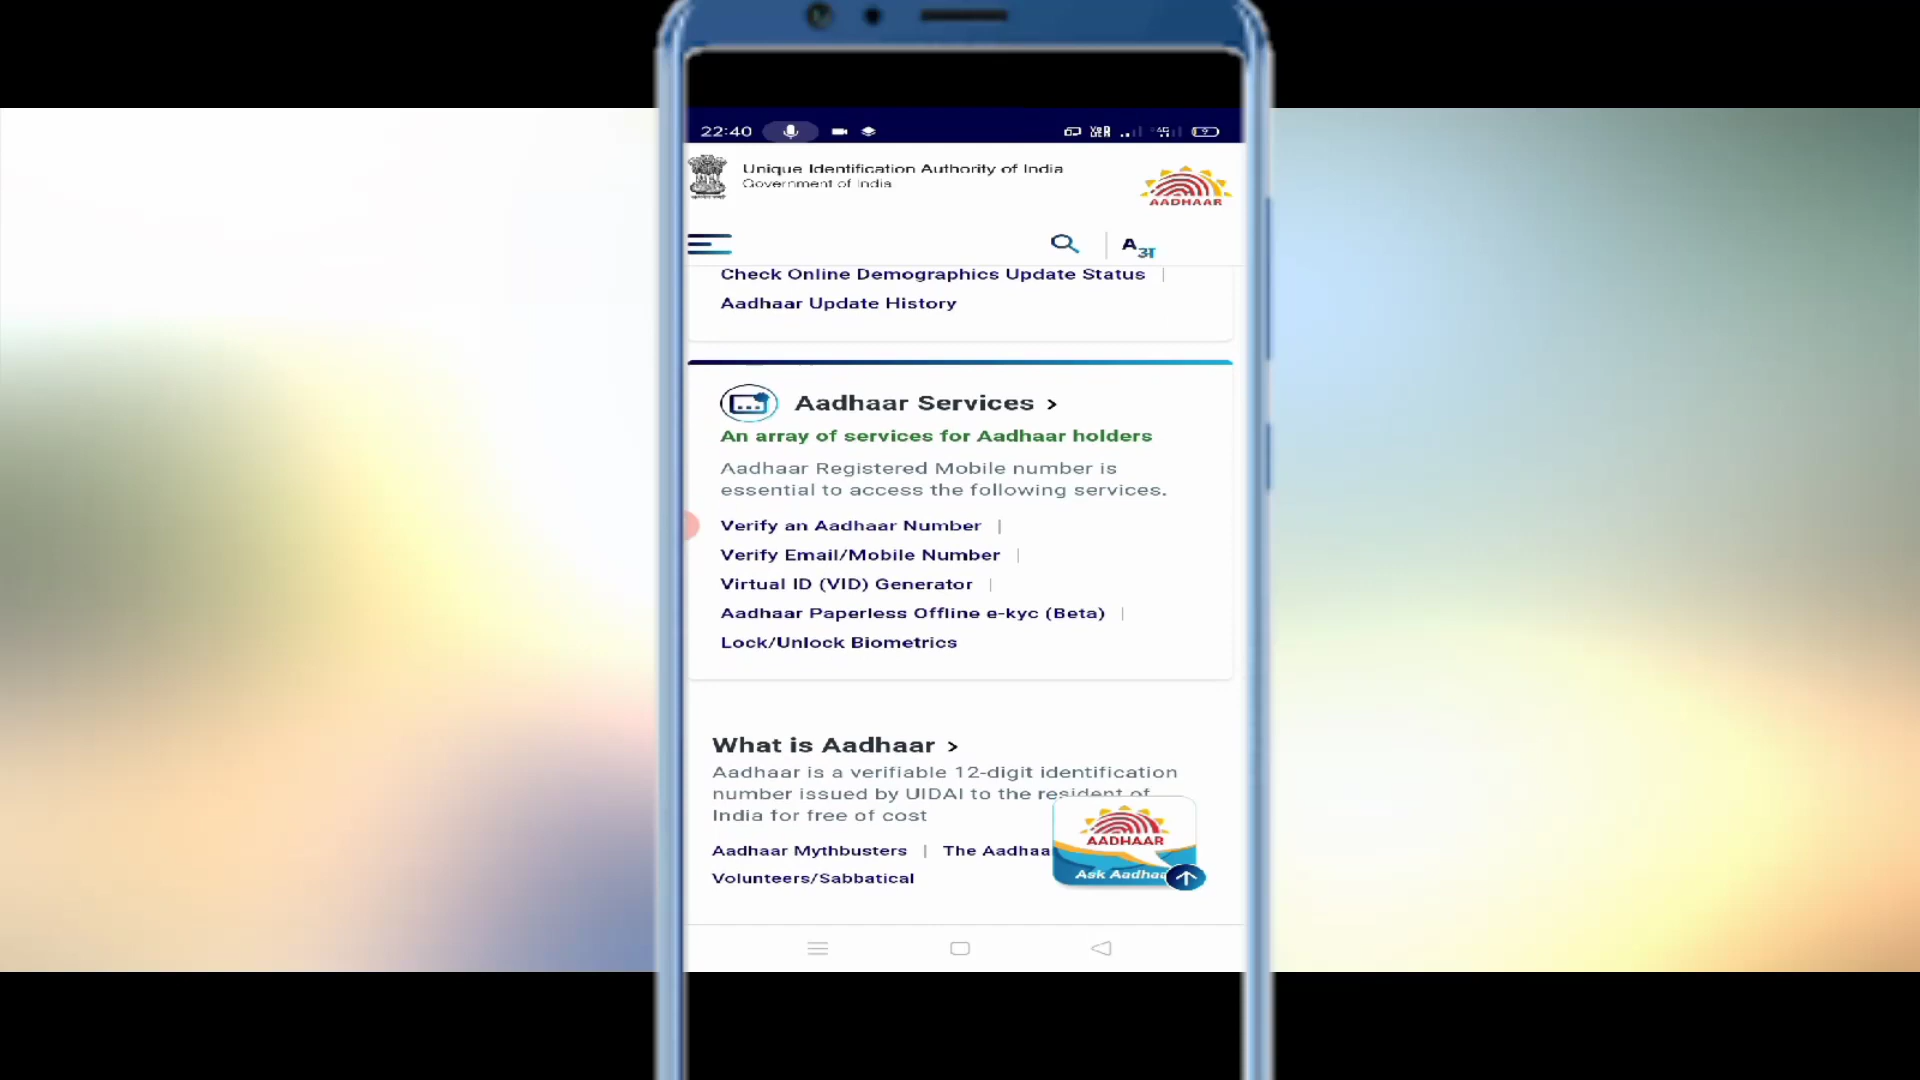 22:40
Unique Identification Authority of India
Government of India
AADHAAR
A अ
Check Online Demographics Update Status |
Aadhaar Update History
Aadhaar Services >
An array of services for Aadhaar holders
Aadhaar Registered Mobile number is
essential to access the following services.
Verify an Aadhaar Number |
Verify Email/Mobile Number |
Virtual ID (VID) Generator |
Aadhaar Paperless Offline e-kyc (Beta) |
Lock/Unlock Biometrics
What is Aadhaar >
Aadhaar is a verifiable 12-digit identification
number issued by UIDAI to the resident of
India for free of cost
Aadhaar Mythbusters | The Aadhaa
Volunteers/Sabbatical
AADHAAR
Ask Aadhaa